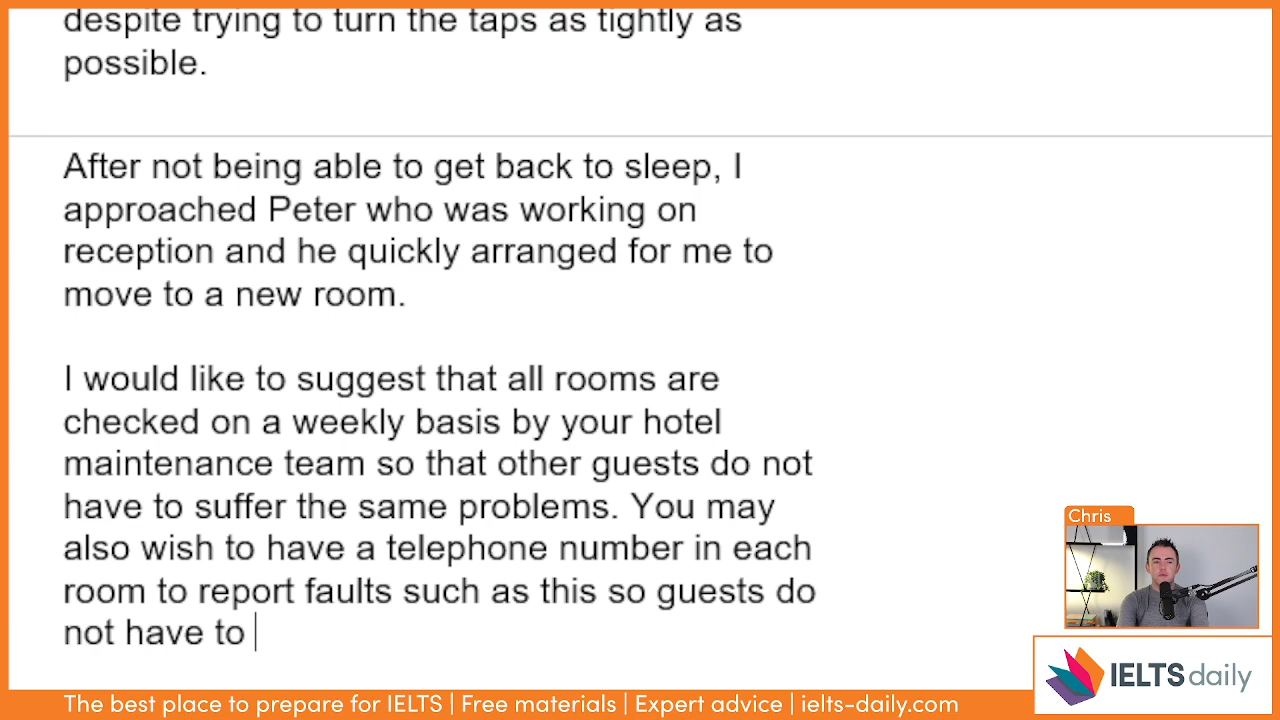 despite trying to turn the taps as tightly as
possible.
After not being able to get back to sleep, I
approached Peter who was working on
reception and he quickly arranged for me to
move to a new room.
I would like to suggest that all rooms are
checked on a weekly basis by your hotel
maintenance team so that other guests do not
have to suffer the same problems. You may
also wish to have a telephone number in each
room to report faults such as this so guests do
not have to
Chris
IELTS daily
The best place to prepare for IELTS | Free materials | Expert advice | ielts-daily.com